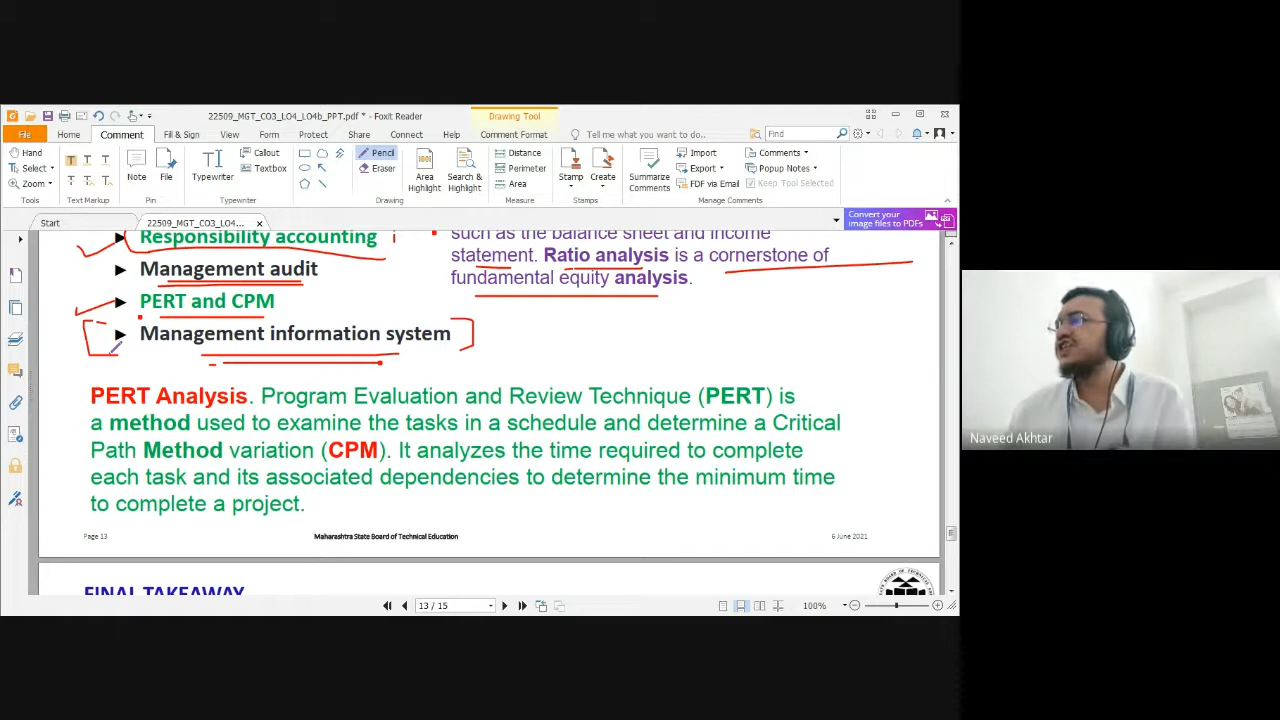 22509_MGT_CO3_LO4_LO4b_PPT.pdf * - Foxit Reader
Drawing Tool
File Home Comment Fill & Sign View Form Protect Share Connect Help Comment Format Tell me what you want to do.. Find
Hand
Select
Zoom
Tools
Text Markup
Note
File
Pin
Typewriter
Callout
Textbox
Typewriter
Pencil
Eraser
Area Highlight
Search & Highlight
Drawing
Distance
Perimeter
Area
Measure
Stamp
Create
Stamps
Summarize Comments
Import
Export
FDF via Email
Comments
Popup Notes
Keep Tool Selected
Manage Comments
Start
22509_MGT_CO3_LO4...
Convert your image files to PDFs
Responsibility accounting
Management audit
PERT and CPM
Management information system
such as the balance sheet and income
statement. Ratio analysis is a cornerstone of
fundamental equity analysis.
PERT Analysis. Program Evaluation and Review Technique (PERT) is
a method used to examine the tasks in a schedule and determine a Critical
Path Method variation (CPM). It analyzes the time required to complete
each task and its associated dependencies to determine the minimum time
to complete a project.
Page 13 Maharashtra State Board of Technical Education 6 June 2021
FINAL TAKEAWAY
13 / 15
100%
Naveed Akhtar